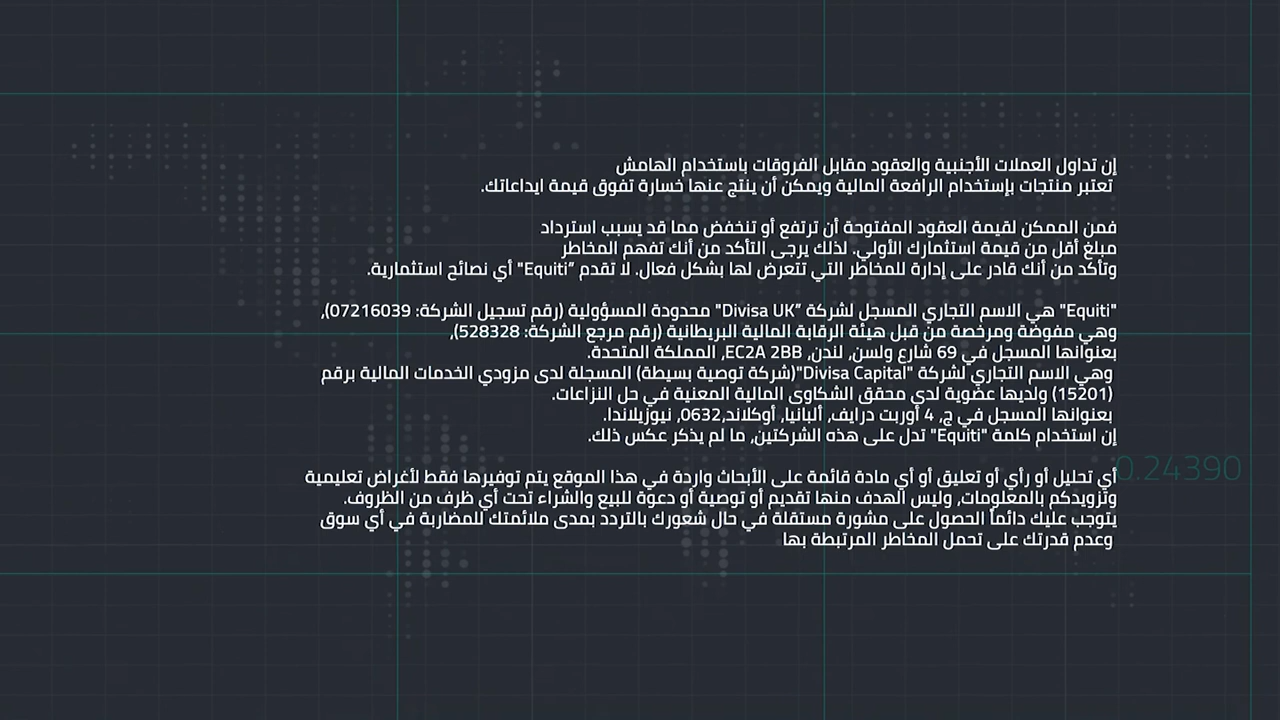 إن تداول العملات الأجنبية والعقود مقابل الفروقات باستخدام الهامش
تعتبر منتجات بإستخدام الرافعة المالية ويمكن أن ينتج عنها خسارة تفوق قيمة ايداعاتك.
فمن الممكن لقيمة العقود المفتوحة أن ترتفع أو تنخفض مما قد يسبب استرداد
مبلغ أقل من قيمة استثمارك الأولي. لذلك يرجى التأكد من أنك تفهم المخاطر
وتأكد من أنك قادر على إدارة للمخاطر التي تتعرض لها بشكل فعال. لا تقدم "Equiti" أي نصائح استثمارية.
"Equiti" هي الاسم التجاري المسجل لشركة "Divisa UK" محدودة المسؤولية (رقم تسجيل الشركة: 07216039)،
وهي مفوضة ومرخصة من قبل هيئة الرقابة المالية البريطانية (رقم مرجع الشركة: 528328)،
بعنوانها المسجل في 69 شارع ولسن، لندن، EC2A 2BB، المملكة المتحدة.
وهي الاسم التجاري لشركة "Divisa Capital"(شركة توصية بسيطة) المسجلة لدى مزودي الخدمات المالية برقم
(15201) ولديها عضوية لدى محقق الشكاوى المالية المعنية في حل النزاعات.
بعنوانها المسجل في ج، 4 أوربت درايف، ألبانيا، أوكلاند،0632، نيوزيلاندا.
إن استخدام كلمة "Equiti" تدل على هذه الشركتين، ما لم يذكر عكس ذلك.
أي تحليل أو رأي أو تعليق أو أي مادة قائمة على الأبحاث واردة في هذا الموقع يتم توفيرها فقط لأغراض تعليمية
وتزويدكم بالمعلومات، وليس الهدف منها تقديم أو توصية أو دعوة للبيع والشراء تحت أي ظرف من الظروف.
يتوجب عليك دائماً الحصول على مشورة مستقلة في حال شعورك بالتردد بمدى ملائمتك للمضاربة في أي سوق
وعدم قدرتك على تحمل المخاطر المرتبطة بها
0.24390